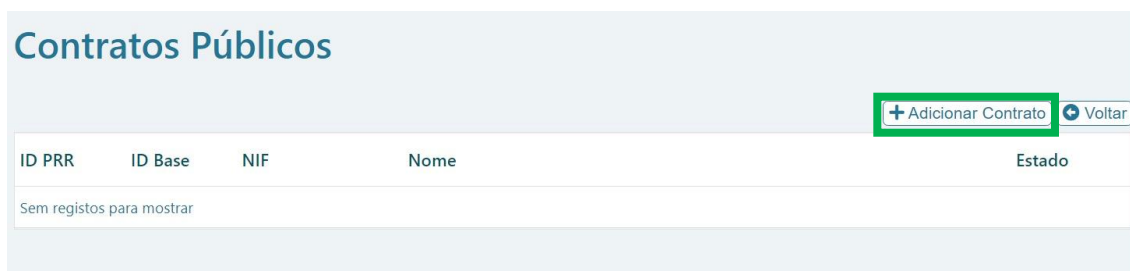 Contratos Públicos
Adicionar Contrato Voltar
ID PRR ID Base NIF Nome Estado
Sem registos para mostrar